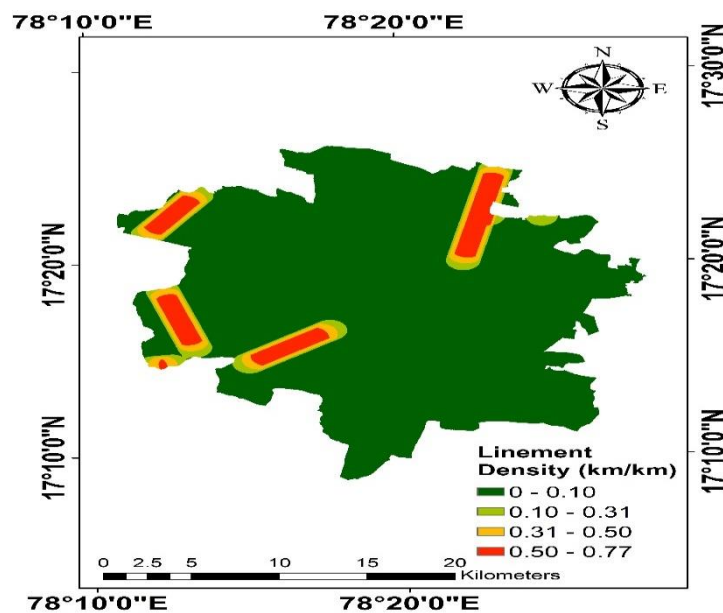 78°10'0"E 78°20'0"E
N
W E
S
17°30'0"N
17°20'0"N 17°20'0"N
17°10'0"N 17°10'0"N
Linement
Density (km/km)
0 - 0.10
0.10 - 0.31
0.31 - 0.50
0.50 - 0.77
0 2.5 5 10 15 20
Kilometers
78°10'0"E 78°20'0"E